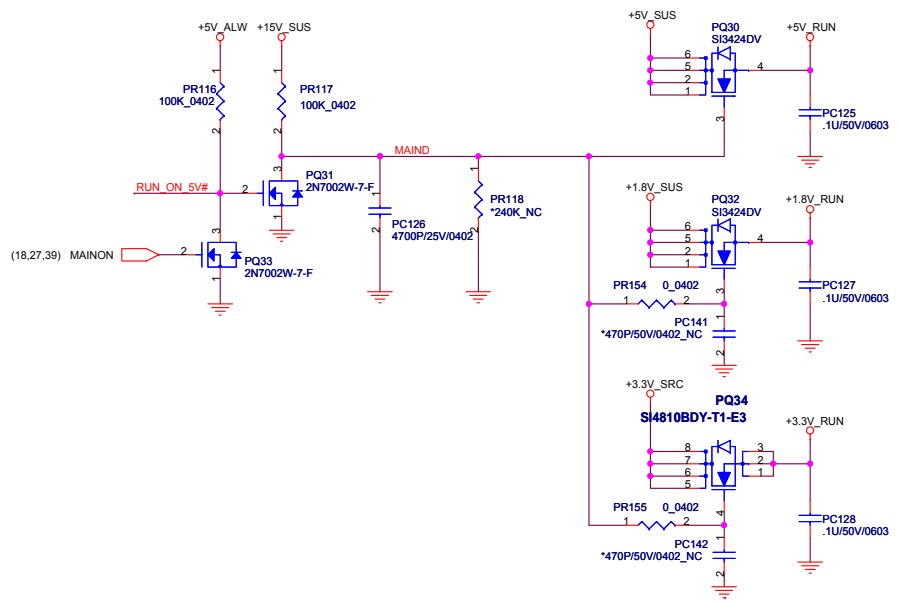 +5V_ALW
+15V_SUS
1
PR116
100K_0402
2
1
PR117
100K_0402
2
RUN_ON_5V#
3
2
1
PQ31
2N7002W-7-F
(18,27,39) MAINON
3
2
1
PQ33
2N7002W-7-F
MAIND
1
PC126
4700P/25V/0402
2
1
PR118
*240K_NC
2
+5V_SUS
PQ30
SI3424DV
+5V_RUN
6
5
2
1
4
3
PC125
.1U/50V/0603
+1.8V_SUS
PQ32
SI3424DV
+1.8V_RUN
6
5
2
1
4
3
PR154 0_0402
1 2
PC127
.1U/50V/0603
PC141
*470P/50V/0402_NC
1
2
+3.3V_SRC
PQ34
SI4810BDY-T1-E3
+3.3V_RUN
8
7
6
5
3
2
1
4
PR155 0_0402
1 2
PC128
.1U/50V/0603
PC142
*470P/50V/0402_NC
1
2